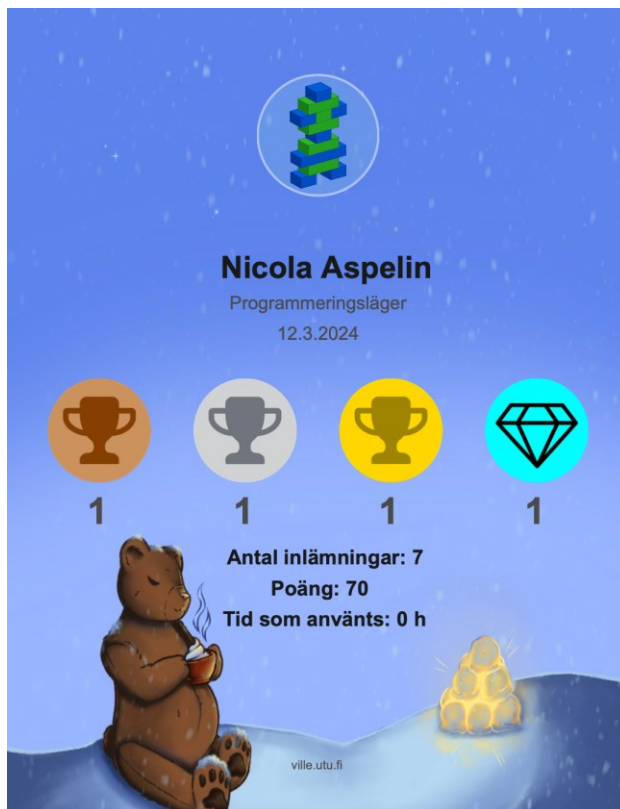 Nicola Aspelin
Programmeringsläger
12.3.2024
1 1 1 1
Antal inlämningar: 7
Poäng: 70
Tid som använts: 0 h
ville.utu.fi